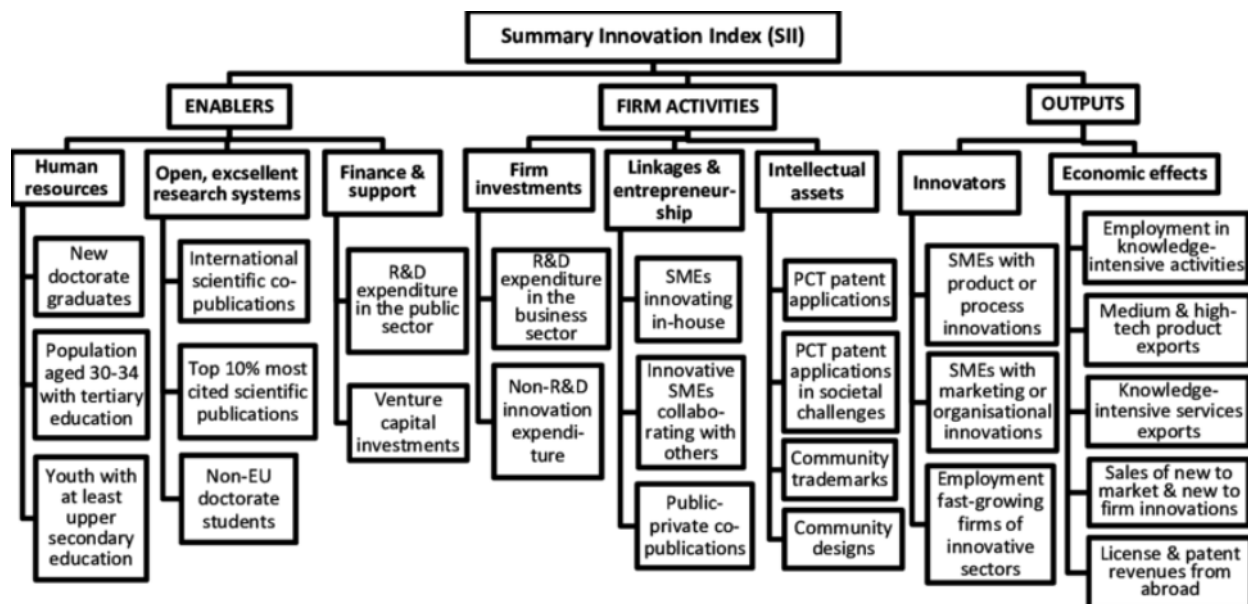 Summary Innovation Index (SII)
ENABLERS
FIRM ACTIVITIES
OUTPUTS
Human
resources
Open, excsellent
research systems
Finance &
support
Firm
investments
Linkages &
entrepreneur-
ship
Intellectual
assets
Innovators
Economic effects
New
doctorate
graduates
Population
aged 30-34
with tertiary
education
Youth with
at least
upper
secondary
education
International
scientific co-
publications
Top 10% most
cited scientific
publications
Non-EU
doctorate
students
R&D
expenditure
in the public
sector
Venture
capital
investments
R&D
expenditure
in the
business
sector
Non-R&D
innovation
expendi-
ture
SMEs
innovating
in-house
Innovative
SMEs
collabo-
rating with
others
Public-
private co-
publications
PCT patent
applications
PCT patent
applications
in societal
challenges
Community
trademarks
Community
designs
SMEs with
product or
process
innovations
SMEs with
marketing or
organisational
innovations
Employment
fast-growing
firms of
innovative
sectors
Employment in
knowledge-
intensive activities
Medium & high-
tech product
exports
Knowledge-
intensive services
exports
Sales of new to
market & new to
firm innovations
License & patent
revenues from
abroad